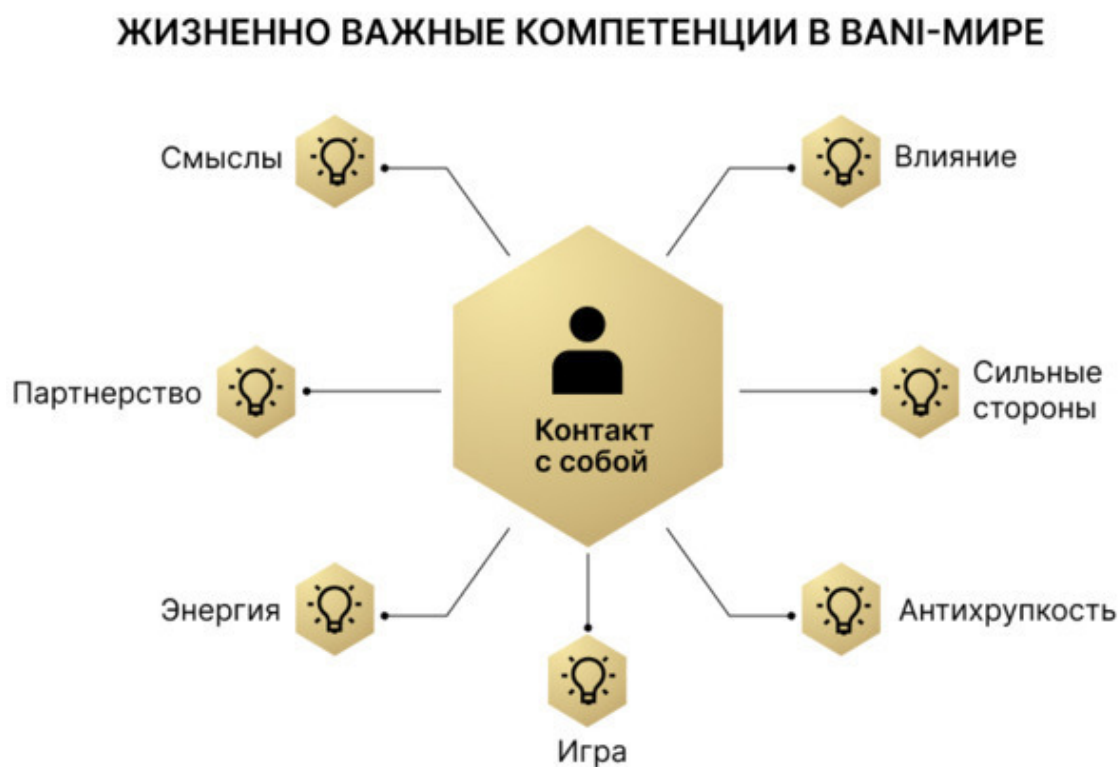 ЖИЗНЕННО ВАЖНЫЕ КОМПЕТЕНЦИИ В BANI-МИРЕ
Смыслы
Влияние
Партнерство
Контакт
с собой
Сильные
стороны
Энергия
Антихрупкость
Игра